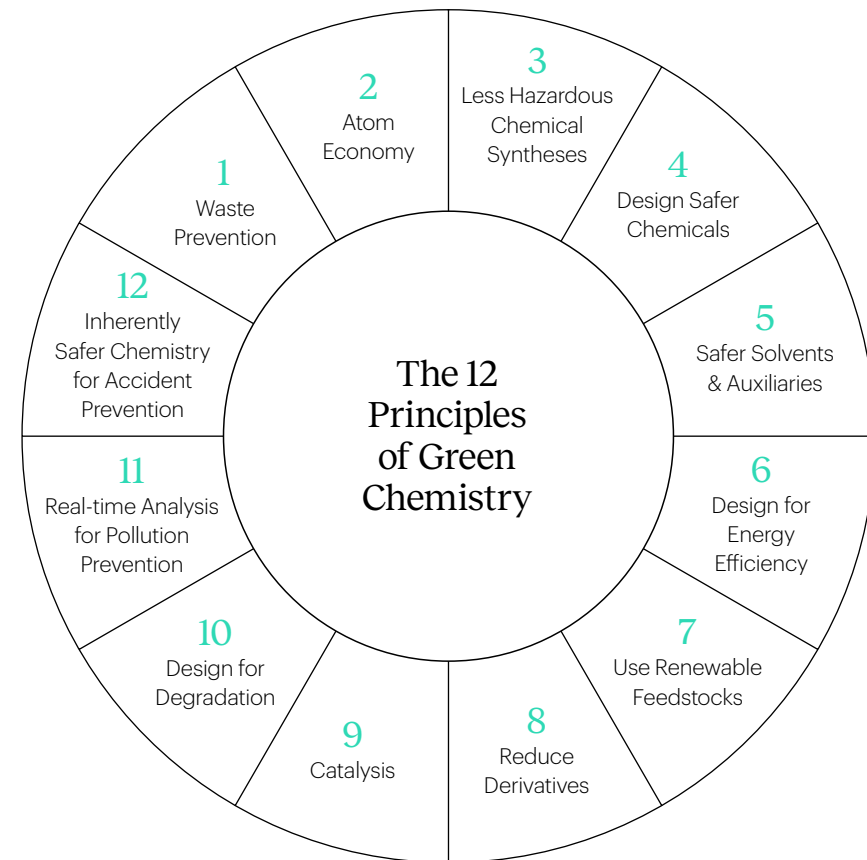 The 12
Principles
of Green
Chemistry
1
Waste
Prevention
2
Atom
Economy
3
Less Hazardous
Chemical
Syntheses
4
Design Safer
Chemicals
5
Safer Solvents
& Auxiliaries
6
Design for
Energy
Efficiency
7
Use Renewable
Feedstocks
8
Reduce
Derivatives
9
Catalysis
10
Design for
Degradation
11
Real-time Analysis
for Pollution
Prevention
12
Inherently
Safer Chemistry
for Accident
Prevention